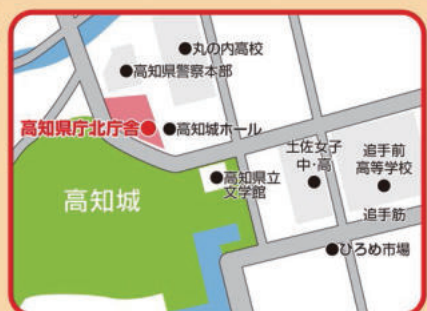 丸の内高校
高知県警察本部
高知県庁北庁舎
高知城ホール
土佐女子
中・高
追手前
高等学校
高知県立
文学館
高知城
追手筋
ひろめ市場